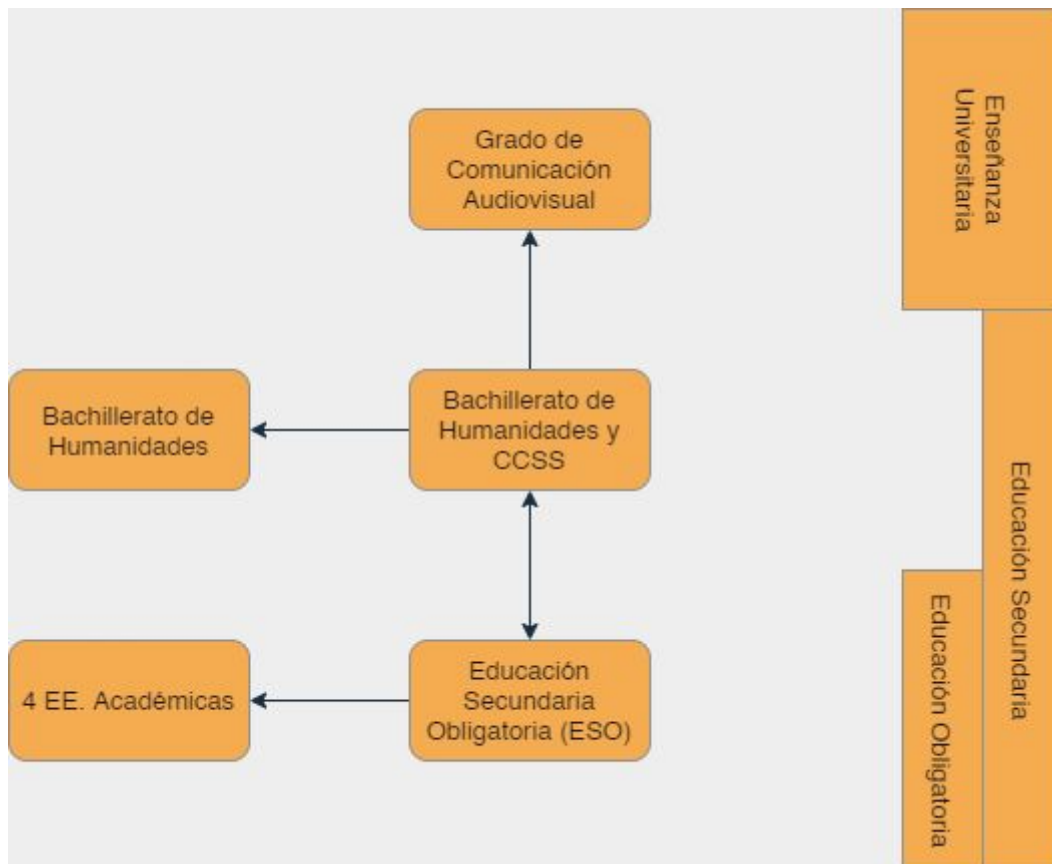 Grado de
Comunicación
Audiovisual
Enseñanza
Universitaria
Bachillerato de
Humanidades
Bachillerato de
Humanidades y
CCSS
Educación Secundaria
4 EE. Académicas
Educación
Secundaria
Obligatoria (ESO)
Educación Obligatoria